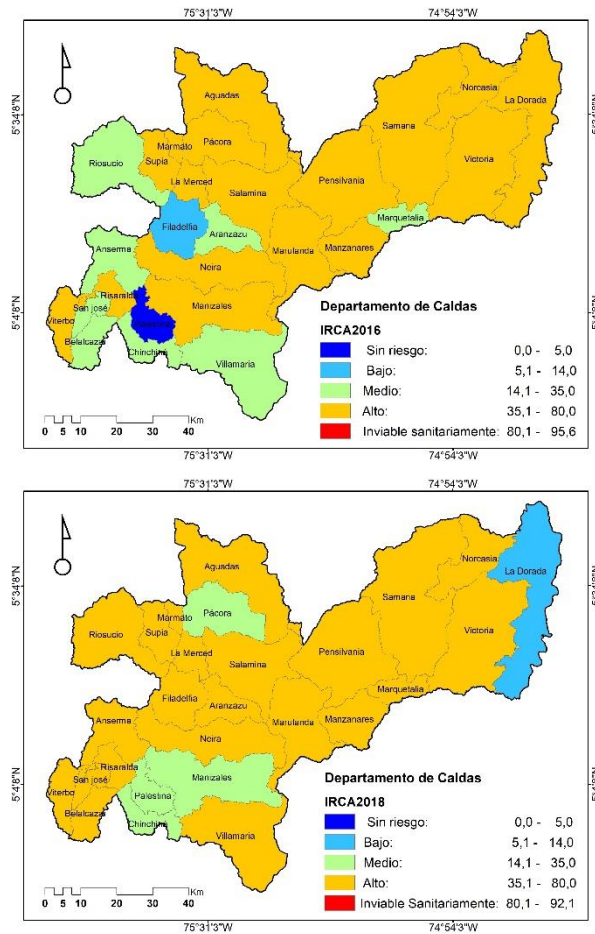 75°31'3"W 74°54'3"W
5°34'8"N
5°4'8"N
Aguadas
Norcasia
La Dorada
Samana
Pácora
Marmato
Riosucio
Supia
Victoria
La Merced
Pensilvania
Salamina
Filadelfia
Marquetalia
Aranzazu
Anserma
Marulanda
Manzanares
Neira
Risaralda
San josé
Manizales
Viterbo
Belalcazar
Chinchiná
Villamaria
Departamento de Caldas
IRCA2016
Sin riesgo: 0,0 - 5,0
Bajo: 5,1 - 14,0
Medio: 14,1 - 35,0
Alto: 35,1 - 80,0
Inviable sanitariamente: 80,1 - 95,6
0 5 10 20 30 40 Km
75°31'3"W 74°54'3"W
75°31'3"W 74°54'3"W
5°34'8"N
5°4'8"N
Aguadas
Norcasia
La Dorada
Samana
Pácora
Marmato
Riosucio
Supia
Victoria
La Merced
Pensilvania
Salamina
Filadelfia
Marquetalia
Aranzazu
Anserma
Marulanda
Manzanares
Neira
Risaralda
San josé
Manizales
Viterbo
Palestina
Belalcazar
Chinchiná
Villamaria
Departamento de Caldas
IRCA2018
Sin riesgo: 0,0 - 5,0
Bajo: 5,1 - 14,0
Medio: 14,1 - 35,0
Alto: 35,1 - 80,0
Inviable Sanitariamente: 80,1 - 92,1
0 5 10 20 30 40 Km
75°31'3"W 74°54'3"W